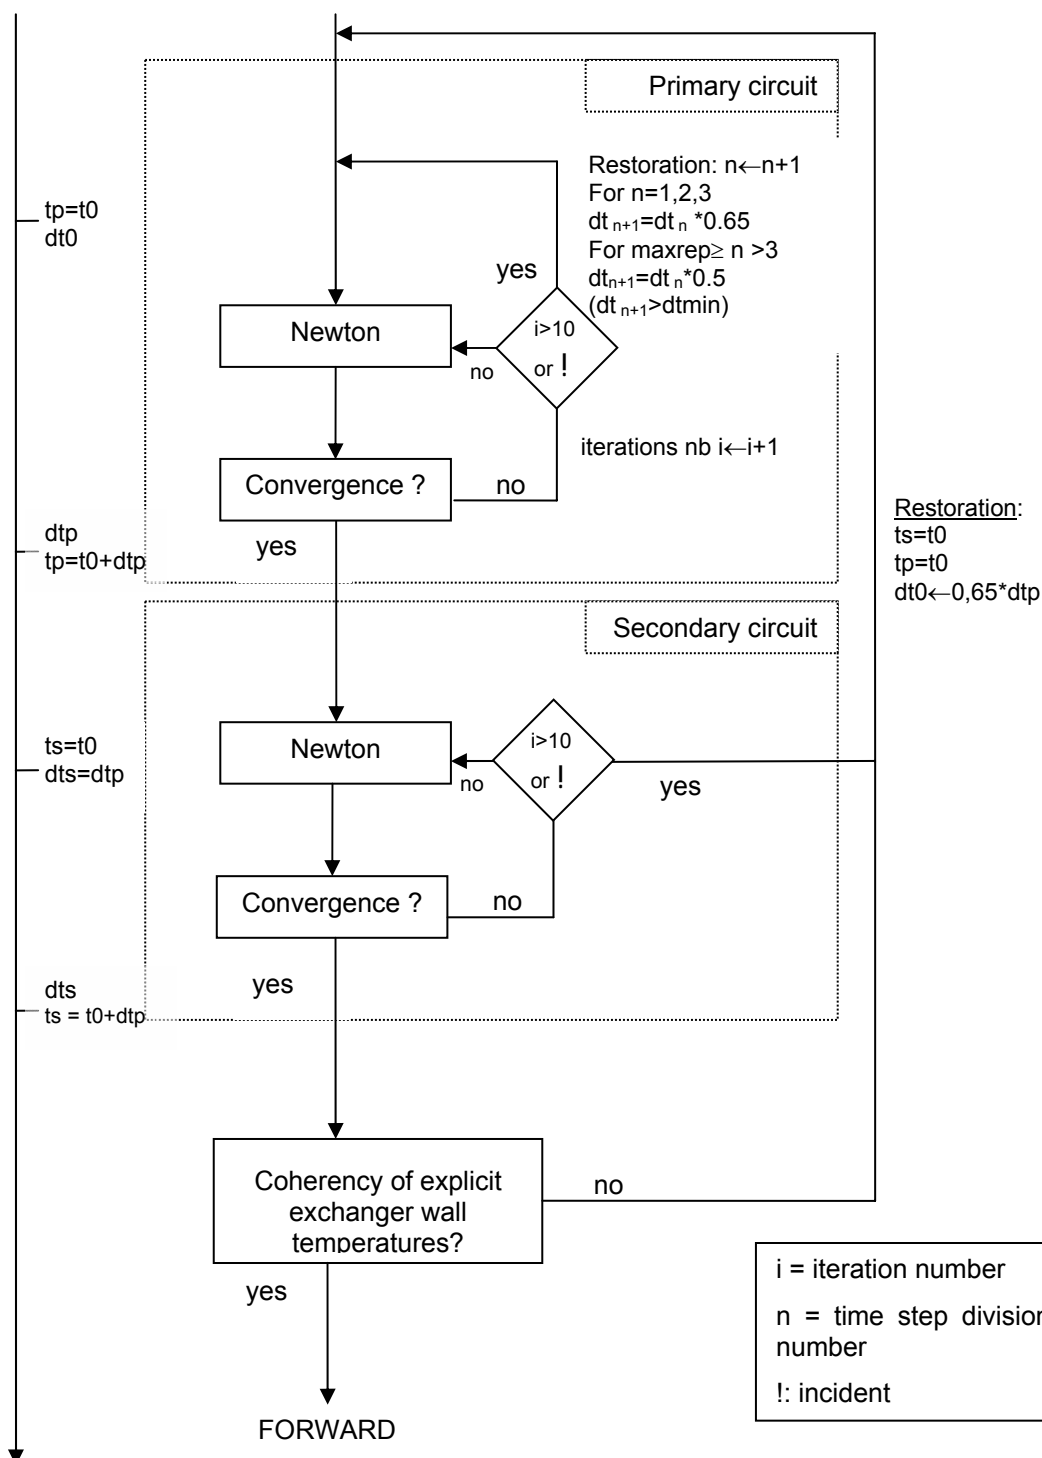 Primary circuit
Restoration: n←n+1
For n=1,2,3
dt n+1=dt n *0.65
For maxrep≥ n >3
dtn+1=dt n*0.5
(dt n+1>dtmin)
tp=t0
dt0
yes
Newton
i>10
or !
no
iterations nb i←i+1
Convergence ?
no
yes
dtp
tp=t0+dtp
Restoration:
ts=t0
tp=t0
dt0←0,65*dtp
Secondary circuit
ts=t0
dts=dtp
Newton
i>10
or !
no
yes
Convergence ?
no
yes
dts
ts = t0+dtp
Coherency of explicit
exchanger wall
temperatures?
no
yes
i = iteration number
n = time step division
number
!: incident
FORWARD